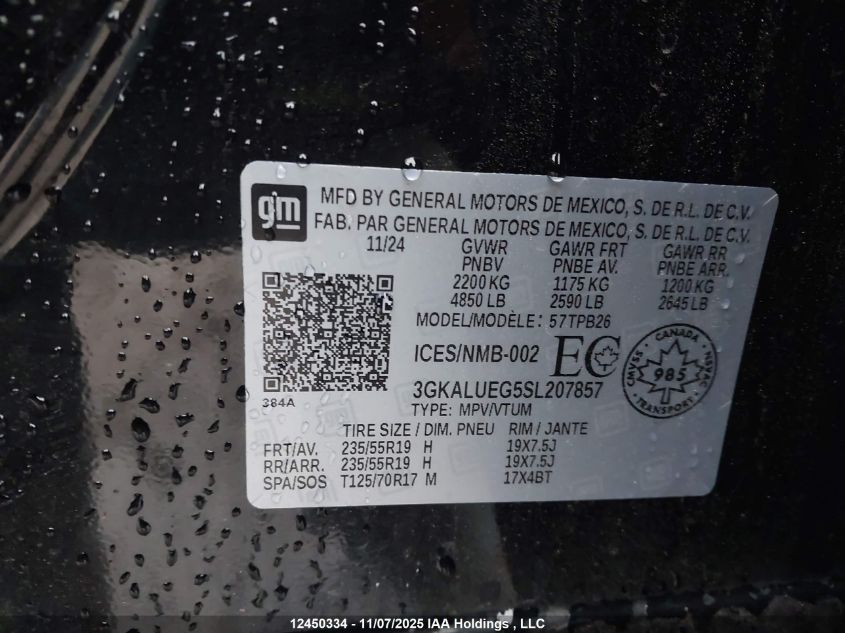 gm
MFD BY GENERAL MOTORS DE MEXICO, S. DE R.L. DE C.V.
FAB. PAR GENERAL MOTORS DE MEXICO, S. DE R.L. DE C.V.
11/24 GVWR GAWR FRT GAWR RR
PNBV PNBE AV. PNBE ARR.
2200 KG 1175 KG 1200 KG
4850 LB 2590 LB 2645 LB
MODEL/MODÈLE: 57TPB26
ICES/NMB-002 EC
CANADA
CMVSS 985 NSVAC
TRANSPORT
3GKALUEG5SL207857
384A
TYPE: MPV/VTUM
TIRE SIZE / DIM. PNEU RIM / JANTE
FRT/AV. 235/55R19 H 19X7.5J
RR/ARR. 235/55R19 H 19X7.5J
SPA/SOS T125/70R17 M 17X4BT
12450334 - 11/07/2025 IAA Holdings , LLC